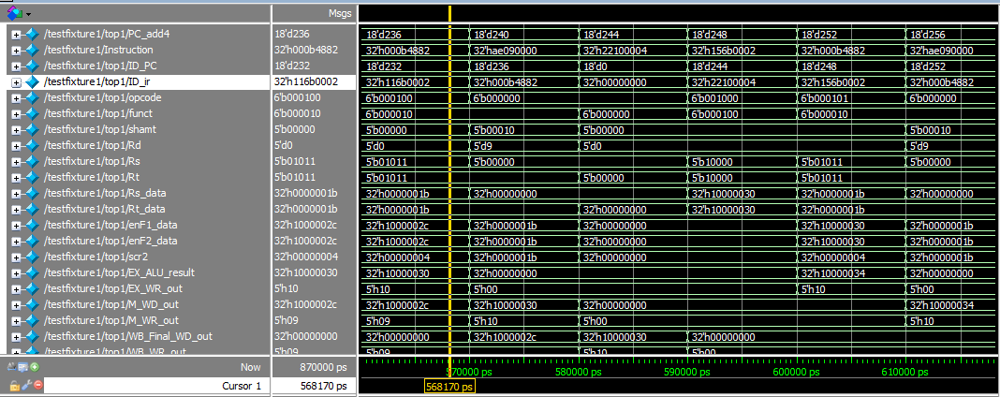 Msgs
/testfixture1/top1/PC_add4 18'd236 18'd236 18'd240 18'd244 18'd248 18'd252 18'd256
/testfixture1/top1/Instruction 32'h000b4882 32'h000b4882 32'hae090000 32'h22100004 32'h156b0002 32'h000b4882 32'hae090000
/testfixture1/top1/ID_PC 18'd232 18'd232 18'd236 18'd0 18'd244 18'd248 18'd252
/testfixture1/top1/ID_ir 32'h116b0002 32'h116b0002 32'h000b4882 32'h00000000 32'h22100004 32'h156b0002 32'h000b4882
/testfixture1/top1/opcode 6'b000100 6'b000100 6'b000000 6'b001000 6'b000101 6'b000000
/testfixture1/top1/funct 6'b000010 6'b000010 6'b000000 6'b000100 6'b000010
/testfixture1/top1/shamt 5'b00000 5'b00000 5'b00010 5'b00000 5'b00010
/testfixture1/top1/Rd 5'd0 5'd0 5'd9 5'd0 5'd9
/testfixture1/top1/Rs 5'b01011 5'b01011 5'b00000 5'b10000 5'b01011 5'b00000
/testfixture1/top1/Rt 5'b01011 5'b01011 5'b00000 5'b10000 5'b01011
/testfixture1/top1/Rs_data 32'h0000001b 32'h0000001b 32'h00000000 32'h10000030 32'h0000001b 32'h00000000
/testfixture1/top1/Rt_data 32'h0000001b 32'h0000001b 32'h00000000 32'h10000030 32'h0000001b
/testfixture1/top1/enF1_data 32'h1000002c 32'h1000002c 32'h0000001b 32'h00000000 32'h10000030 32'h0000001b
/testfixture1/top1/enF2_data 32'h1000002c 32'h1000002c 32'h0000001b 32'h00000000 32'h10000030 32'h0000001b
/testfixture1/top1/scr2 32'h00000004 32'h00000004 32'h0000001b 32'h00000000 32'h00000004 32'h0000001b
/testfixture1/top1/EX_ALU_result 32'h10000030 32'h10000030 32'h00000000 32'h10000034 32'h00000000
/testfixture1/top1/EX_WR_out 5'h10 5'h10 5'h00 5'h10 5'h00
/testfixture1/top1/M_WD_out 32'h1000002c 32'h1000002c 32'h10000030 32'h00000000 32'h10000034
/testfixture1/top1/M_WR_out 5'h09 5'h09 5'h10 5'h00 5'h10
/testfixture1/top1/WB_Final_WD_out 32'h00000000 32'h00000000 32'h1000002c 32'h10000030 32'h00000000
/testfixture1/top1/WB_WR_out 5'h09 5'h09 5'h10 5'h00
Now 870000 ps 570000 ps 580000 ps 590000 ps 600000 ps 610000 ps
Cursor 1 568170 ps 568170 ps